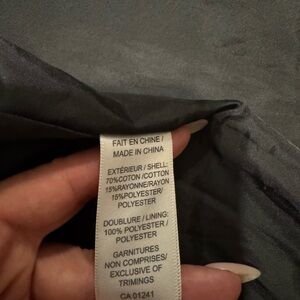 FAIT EN CHINE /
MADE IN CHINA
EXTÉRIEUR / SHELL:
70%COTON /COTTON
15%RAYONNE/RAYON
15%POLYESTER/
POLYESTER
DOUBLURE / LINING:
100% POLYESTER /
POLYESTER
GARNITURES
NON COMPRISES/
EXCLUSIVE OF
TRIMINGS
CA 01241